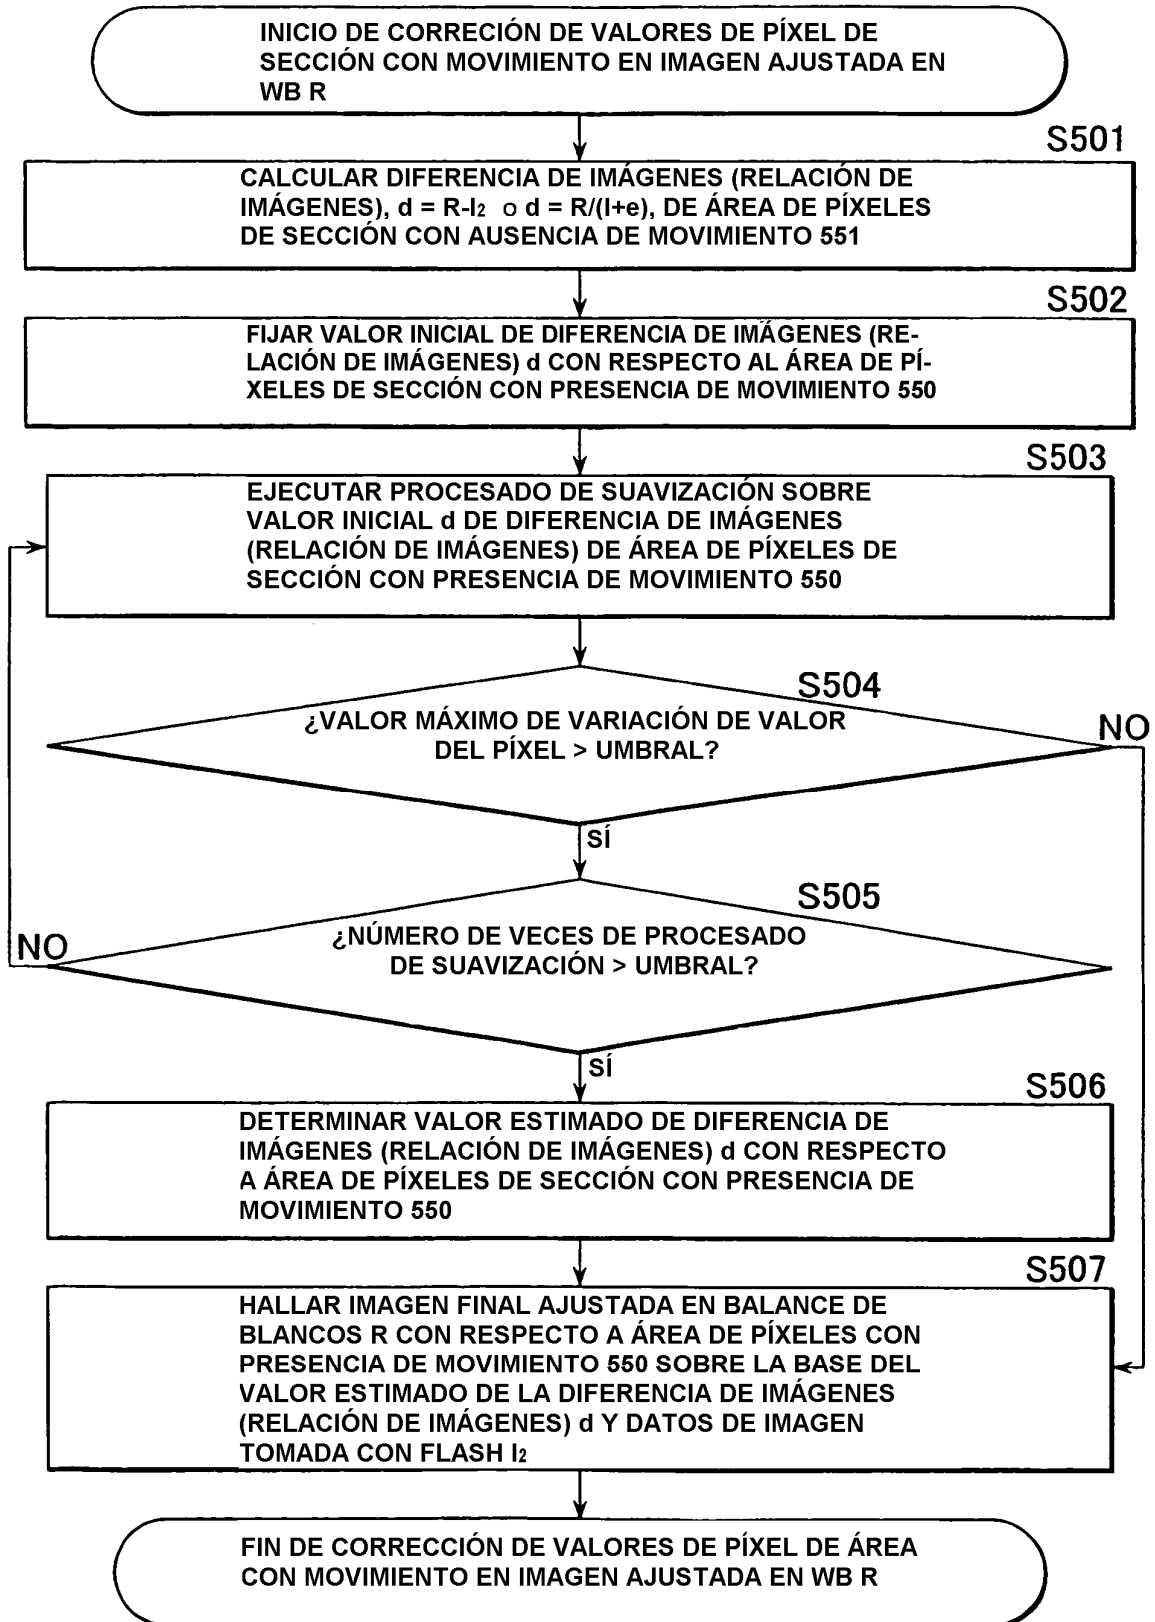 INICIO DE CORRECIÓN DE VALORES DE PÍXEL DE
SECCIÓN CON MOVIMIENTO EN IMAGEN AJUSTADA EN
WB R
S501
CALCULAR DIFERENCIA DE IMÁGENES (RELACIÓN DE
IMÁGENES), d = R-I₂ o d = R/(I+e), DE ÁREA DE PÍXELES
DE SECCIÓN CON AUSENCIA DE MOVIMIENTO 551
S502
FIJAR VALOR INICIAL DE DIFERENCIA DE IMÁGENES (RE-
LACIÓN DE IMÁGENES) d CON RESPECTO AL ÁREA DE PÍ-
XELES DE SECCIÓN CON PRESENCIA DE MOVIMIENTO 550
S503
EJECUTAR PROCESADO DE SUAVIZACIÓN SOBRE
VALOR INICIAL d DE DIFERENCIA DE IMÁGENES
(RELACIÓN DE IMÁGENES) DE ÁREA DE PÍXELES DE
SECCIÓN CON PRESENCIA DE MOVIMIENTO 550
S504
¿VALOR MÁXIMO DE VARIACIÓN DE VALOR
DEL PÍXEL > UMBRAL?
NO
SÍ
S505
¿NÚMERO DE VECES DE PROCESADO
DE SUAVIZACIÓN > UMBRAL?
NO
SÍ
S506
DETERMINAR VALOR ESTIMADO DE DIFERENCIA DE
IMÁGENES (RELACIÓN DE IMÁGENES) d CON RESPECTO
A ÁREA DE PÍXELES DE SECCIÓN CON PRESENCIA DE
MOVIMIENTO 550
S507
HALLAR IMAGEN FINAL AJUSTADA EN BALANCE DE
BLANCOS R CON RESPECTO A ÁREA DE PÍXELES CON
PRESENCIA DE MOVIMIENTO 550 SOBRE LA BASE DEL
VALOR ESTIMADO DE LA DIFERENCIA DE IMÁGENES
(RELACIÓN DE IMÁGENES) d Y DATOS DE IMAGEN
TOMADA CON FLASH I₂
FIN DE CORRECCIÓN DE VALORES DE PÍXEL DE ÁREA
CON MOVIMIENTO EN IMAGEN AJUSTADA EN WB R